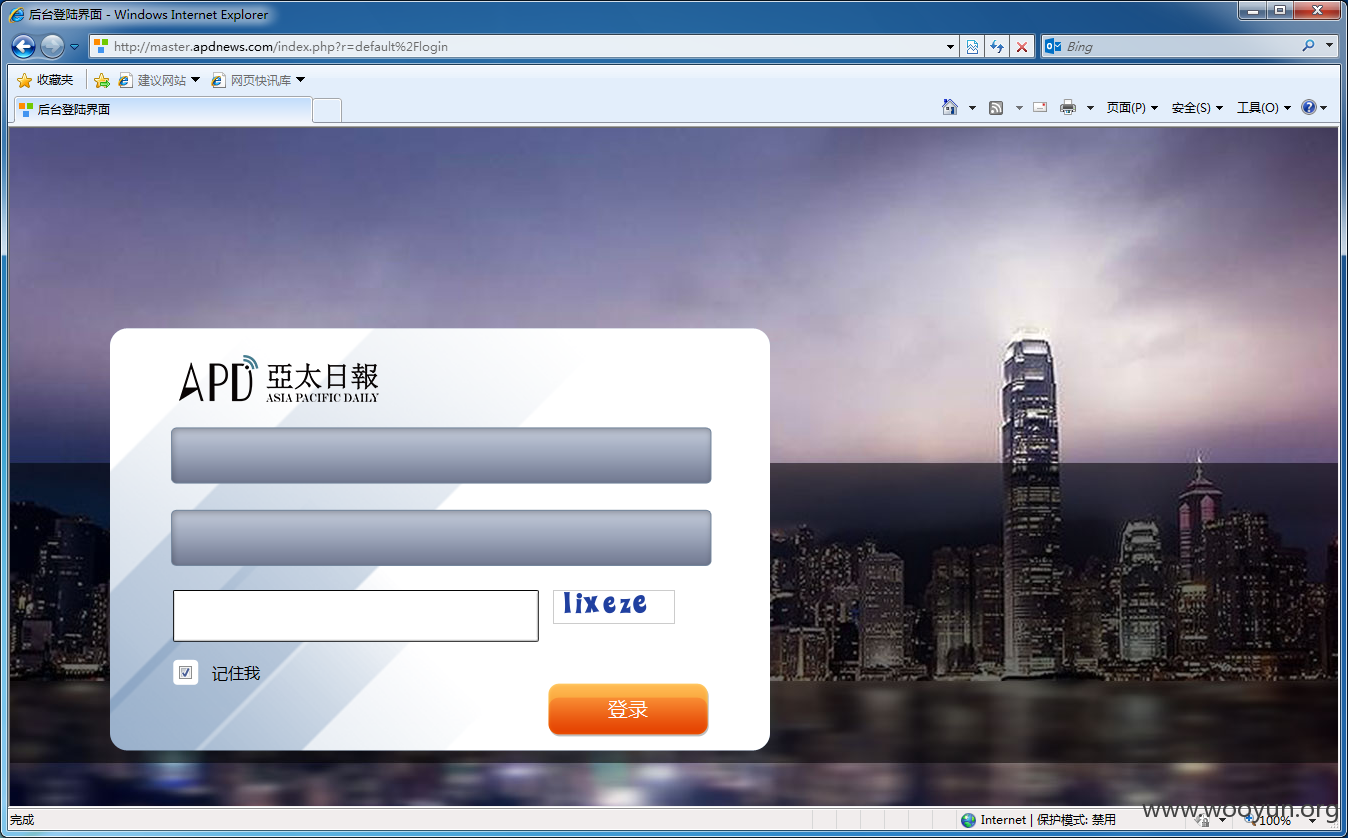 后台登陆界面 - Windows Internet Explorer
http://master.apdnews.com/index.php?r=default%2Flogin
Bing
收藏夹 建议网站 网页快讯库
后台登陆界面
页面(P) 安全(S) 工具(O)
APD 亞太日報
ASIA PACIFIC DAILY
lixeze
记住我
登录
www.wooyun.org
完成 Internet | 保护模式: 禁用 100%